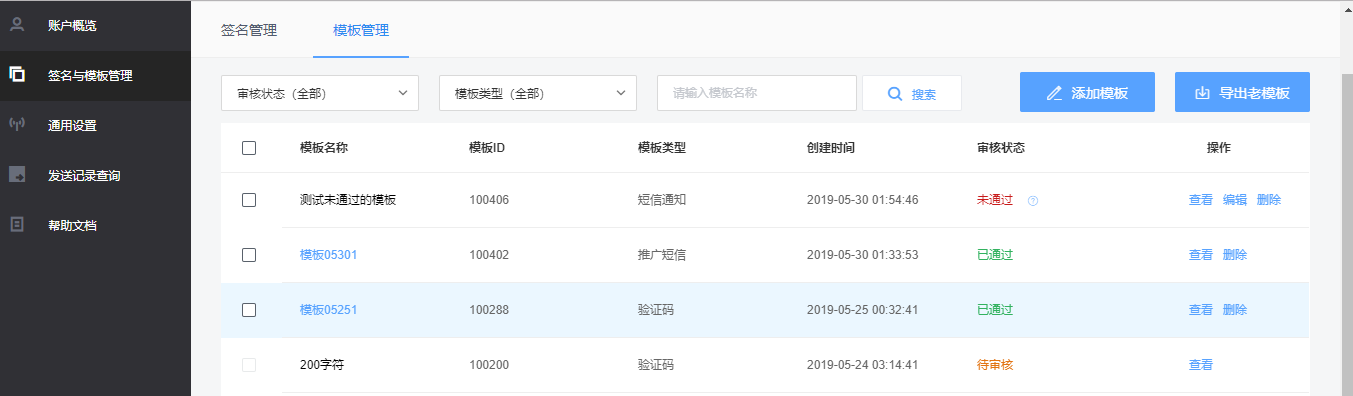 账户概览
签名与模板管理
通用设置
发送记录查询
帮助文档
签名管理 模板管理
审核状态（全部） 模板类型（全部） 请输入模板名称 搜索 添加模板 导出老模板
模板名称 模板ID 模板类型 创建时间 审核状态 操作
测试未通过的模板 100406 短信通知 2019-05-30 01:54:46 未通过 查看 编辑 删除
模板05301 100402 推广短信 2019-05-30 01:33:53 已通过 查看 删除
模板05251 100288 验证码 2019-05-25 00:32:41 已通过 查看 删除
200字符 100200 验证码 2019-05-24 03:14:41 待审核 查看